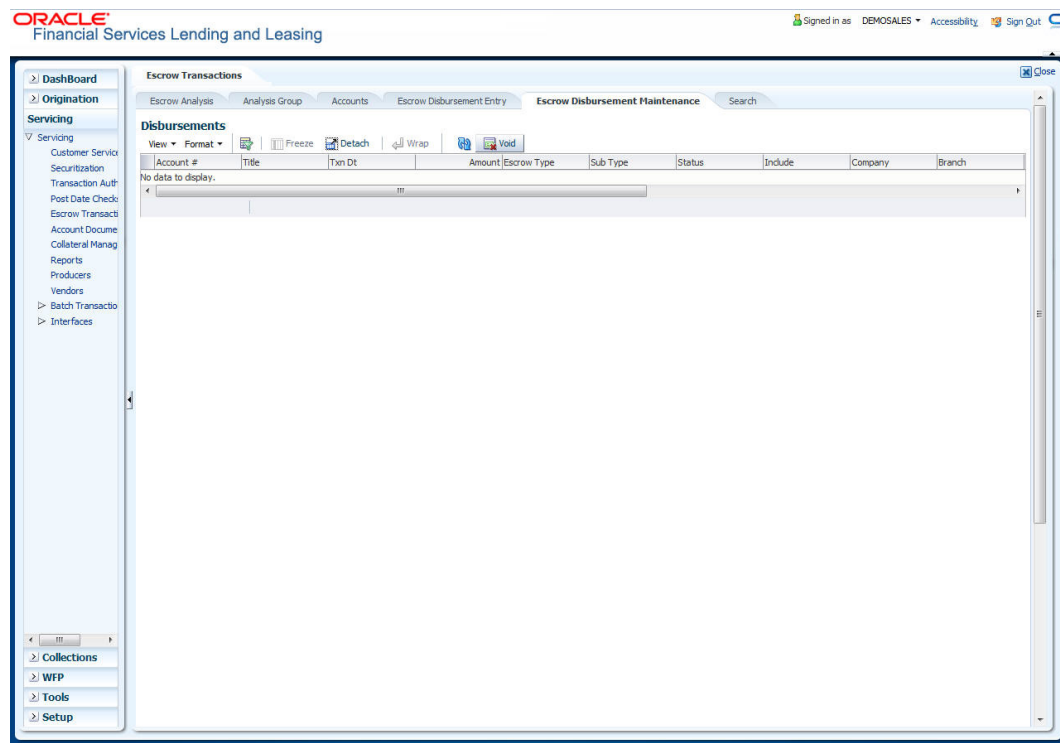 ORACLE
Financial Services Lending and Leasing
Signed in as DEMOSALES Accessibility Sign Out
Close
DashBoard
Origination
Servicing
Servicing
Customer Service
Securitization
Transaction Auth
Post Date Check
Escrow Transacti
Account Docume
Collateral Manag
Reports
Producers
Vendors
Batch Transactio
Interfaces
Collections
WFP
Tools
Setup
Escrow Transactions
Escrow Analysis Analysis Group Accounts Escrow Disbursement Entry Escrow Disbursement Maintenance Search
Disbursements
View Format Freeze Detach Wrap Void
Account # Title Txn Dt Amount Escrow Type Sub Type Status Include Company Branch
No data to display.